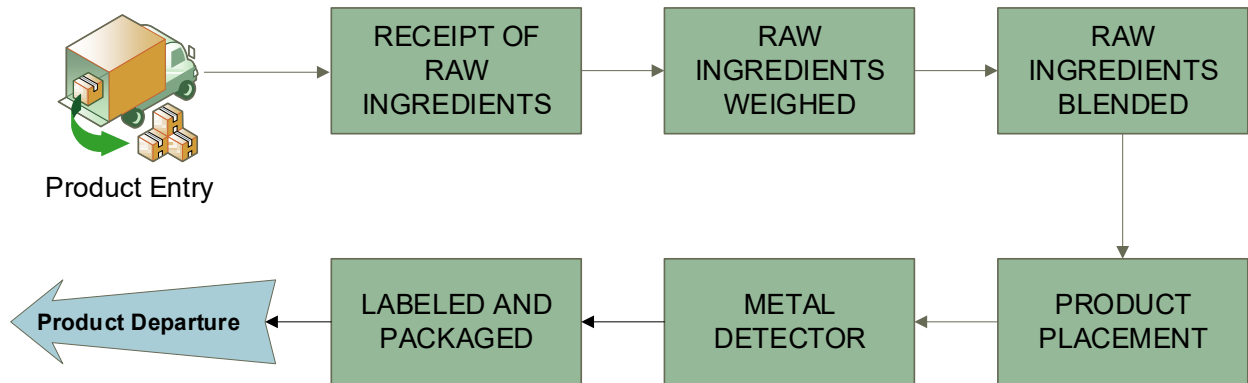 RECEIPT OF
RAW
INGREDIENTS
RAW
INGREDIENTS
WEIGHED
RAW
INGREDIENTS
BLENDED
Product Entry
PRODUCT
PLACEMENT
METAL
DETECTOR
LABELED AND
PACKAGED
Product Departure